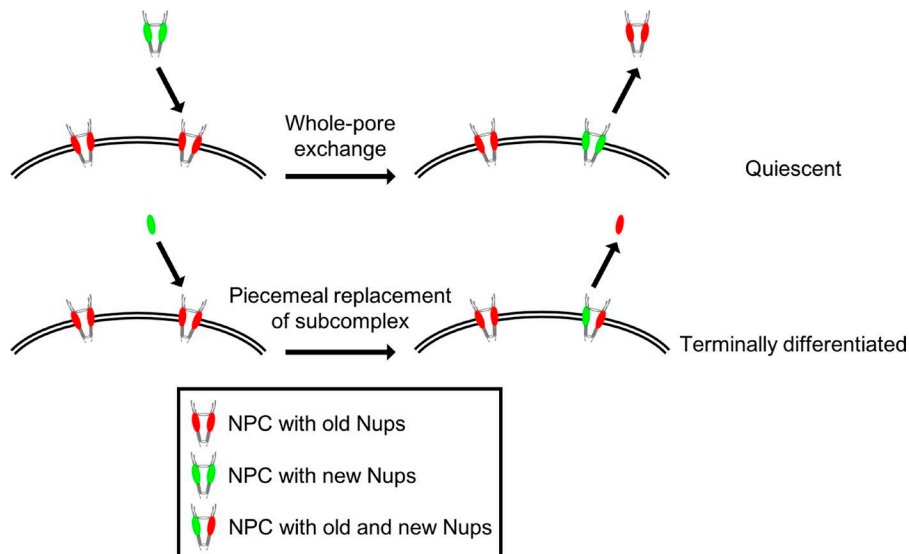 Whole-pore
exchange
Quiescent
Piecemeal replacement
of subcomplex
Terminally differentiated
NPC with old Nups
NPC with new Nups
NPC with old and new Nups